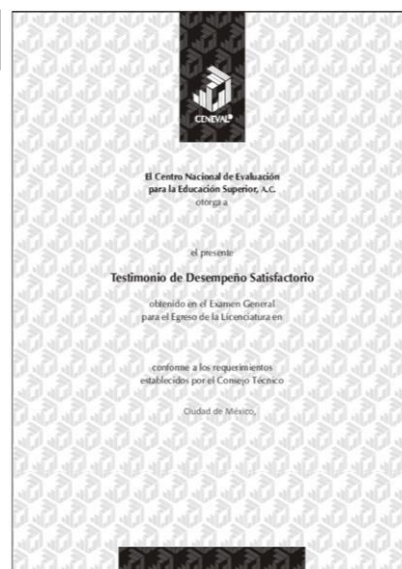 CENEVAL®
El Centro Nacional de Evaluación
para la Educación Superior, A.C.
otorga a
el presente
Testimonio de Desempeño Satisfactorio
obtenido en el Examen General
para el Egreso de la Licenciatura en
conforme a los requerimientos
establecidos por el Consejo Técnico
Ciudad de México,